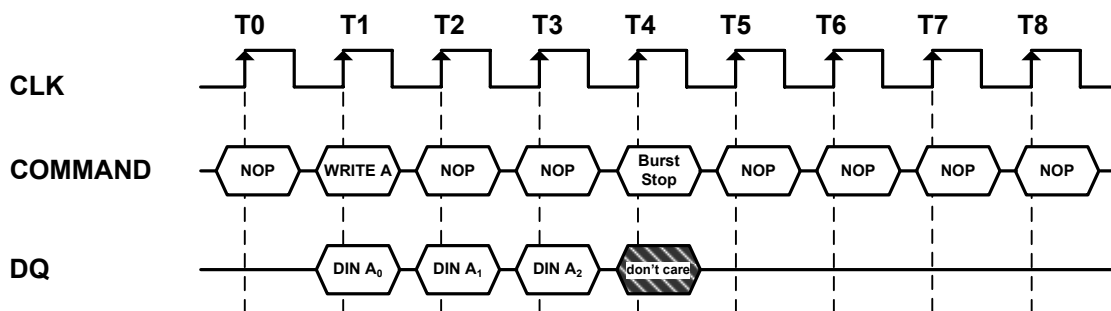 T0 T1 T2 T3 T4 T5 T6 T7 T8
CLK
COMMAND NOP WRITE A NOP NOP Burst Stop NOP NOP NOP NOP
DQ DIN A₀ DIN A₁ DIN A₂ don't care